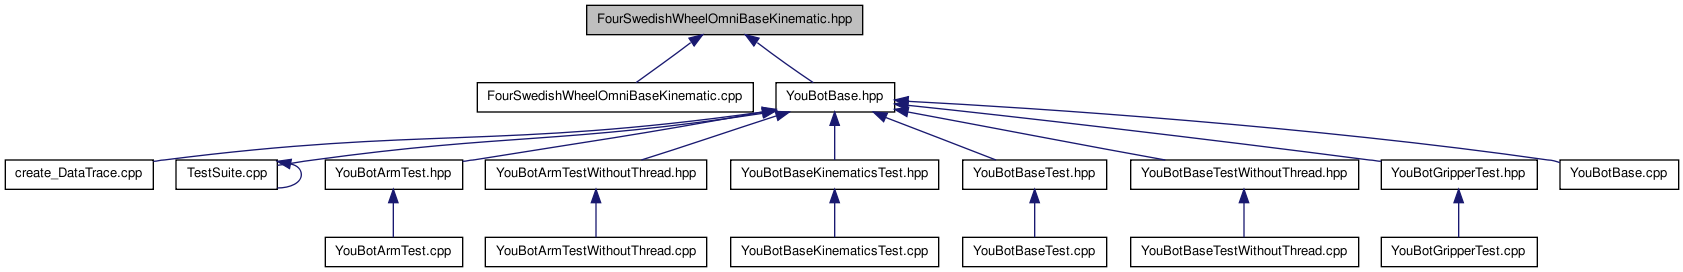 FourSwedishWheelOmniBaseKinematic.hpp
FourSwedishWheelOmniBaseKinematic.cpp
YouBotBase.hpp
create_DataTrace.cpp
TestSuite.cpp
YouBotArmTest.hpp
YouBotArmTestWithoutThread.hpp
YouBotBaseKinematicsTest.hpp
YouBotBaseTest.hpp
YouBotBaseTestWithoutThread.hpp
YouBotGripperTest.hpp
YouBotBase.cpp
YouBotArmTest.cpp
YouBotArmTestWithoutThread.cpp
YouBotBaseKinematicsTest.cpp
YouBotBaseTest.cpp
YouBotBaseTestWithoutThread.cpp
YouBotGripperTest.cpp